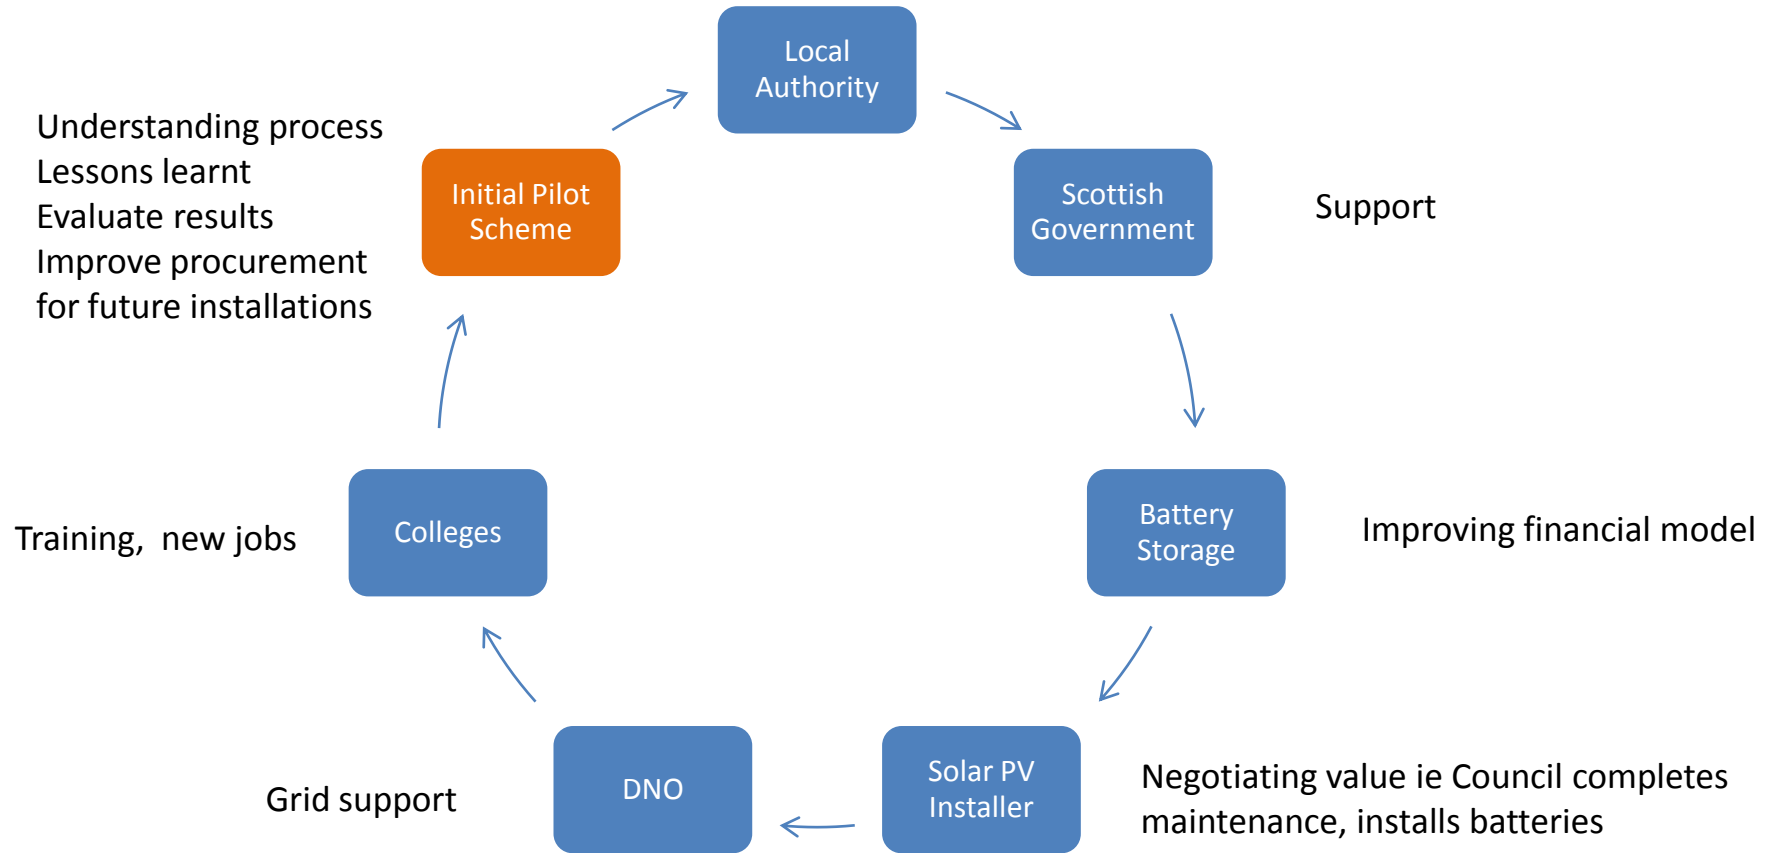 Local
Authority
Understanding process
Lessons learnt
Evaluate results
Improve procurement
for future installations
Initial Pilot
Scheme
Scottish
Government
Support
Training,  new jobs
Colleges
Battery
Storage
Improving financial model
Grid support
DNO
Solar PV
Installer
Negotiating value ie Council completes
maintenance, installs batteries